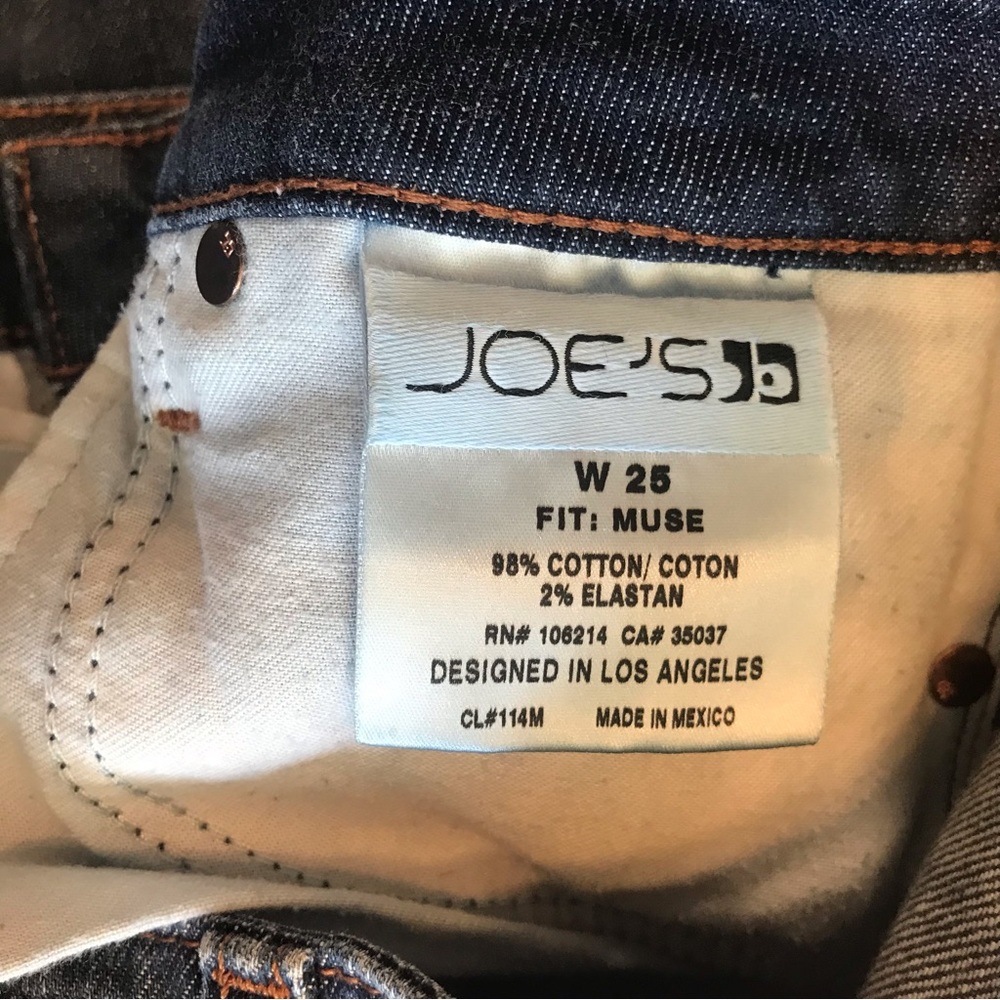 JOE'S
W 25
FIT: MUSE
98% COTTON/ COTON
2% ELASTAN
RN# 106214 CA# 35037
DESIGNED IN LOS ANGELES
CL#114M MADE IN MEXICO